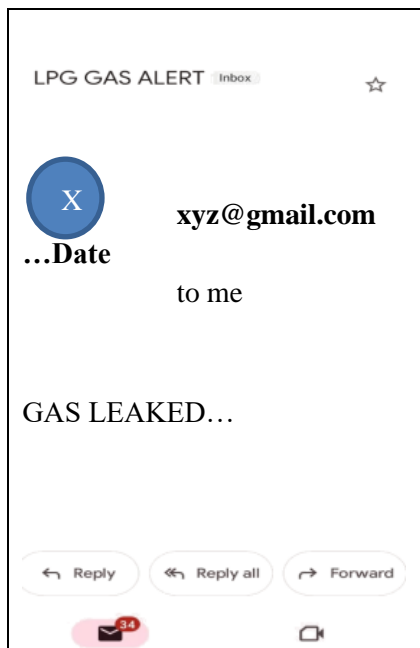 LPG GAS ALERT Inbox
X
xyz@gmail.com
...Date
to me
GAS LEAKED...
Reply
Reply all
Forward
34